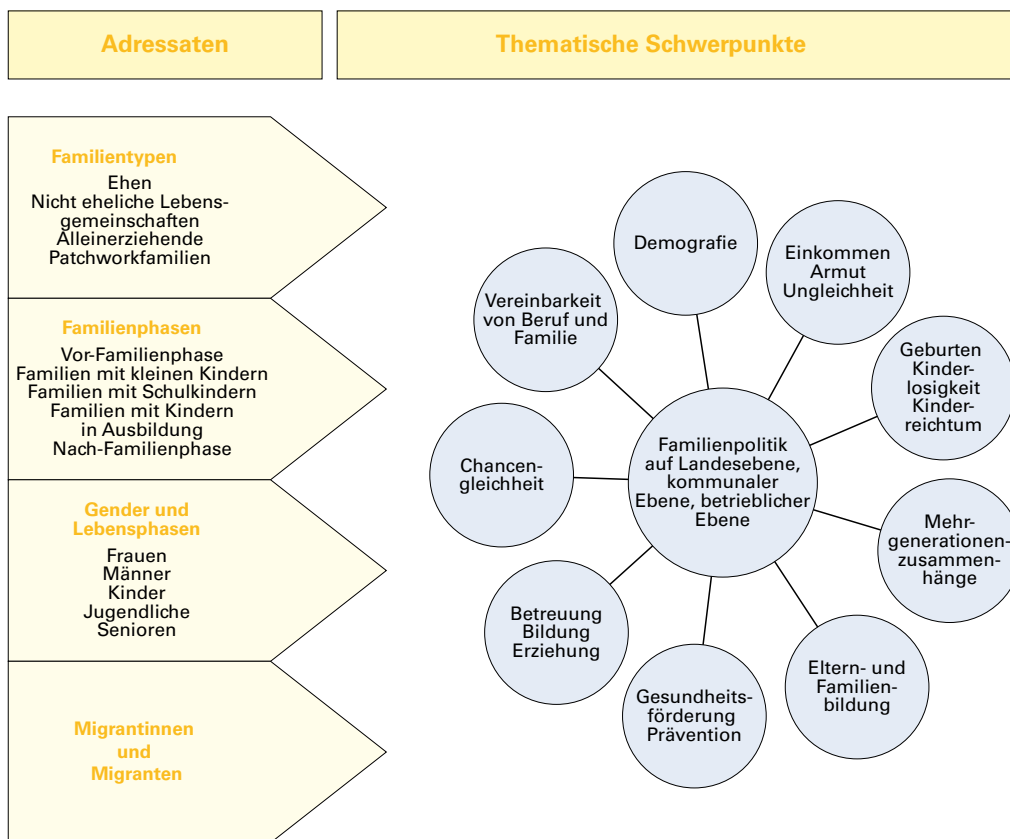 Adressaten
Thematische Schwerpunkte
Familientypen
Ehen
Nicht eheliche Lebens-
gemeinschaften
Alleinerziehende
Patchworkfamilien
Familienphasen
Vor-Familienphase
Familien mit kleinen Kindern
Familien mit Schulkindern
Familien mit Kindern
in Ausbildung
Nach-Familienphase
Gender und
Lebensphasen
Frauen
Männer
Kinder
Jugendliche
Senioren
Migrantinnen
und
Migranten
Familienpolitik
auf Landesebene,
kommunaler
Ebene, betrieblicher
Ebene
Demografie
Einkommen
Armut
Ungleichheit
Geburten
Kinder-
losigkeit
Kinder-
reichtum
Mehr-
generationen-
zusammen-
hänge
Eltern- und
Familien-
bildung
Gesundheits-
förderung
Prävention
Betreuung
Bildung
Erziehung
Chancen-
gleichheit
Vereinbarkeit
von Beruf und
Familie